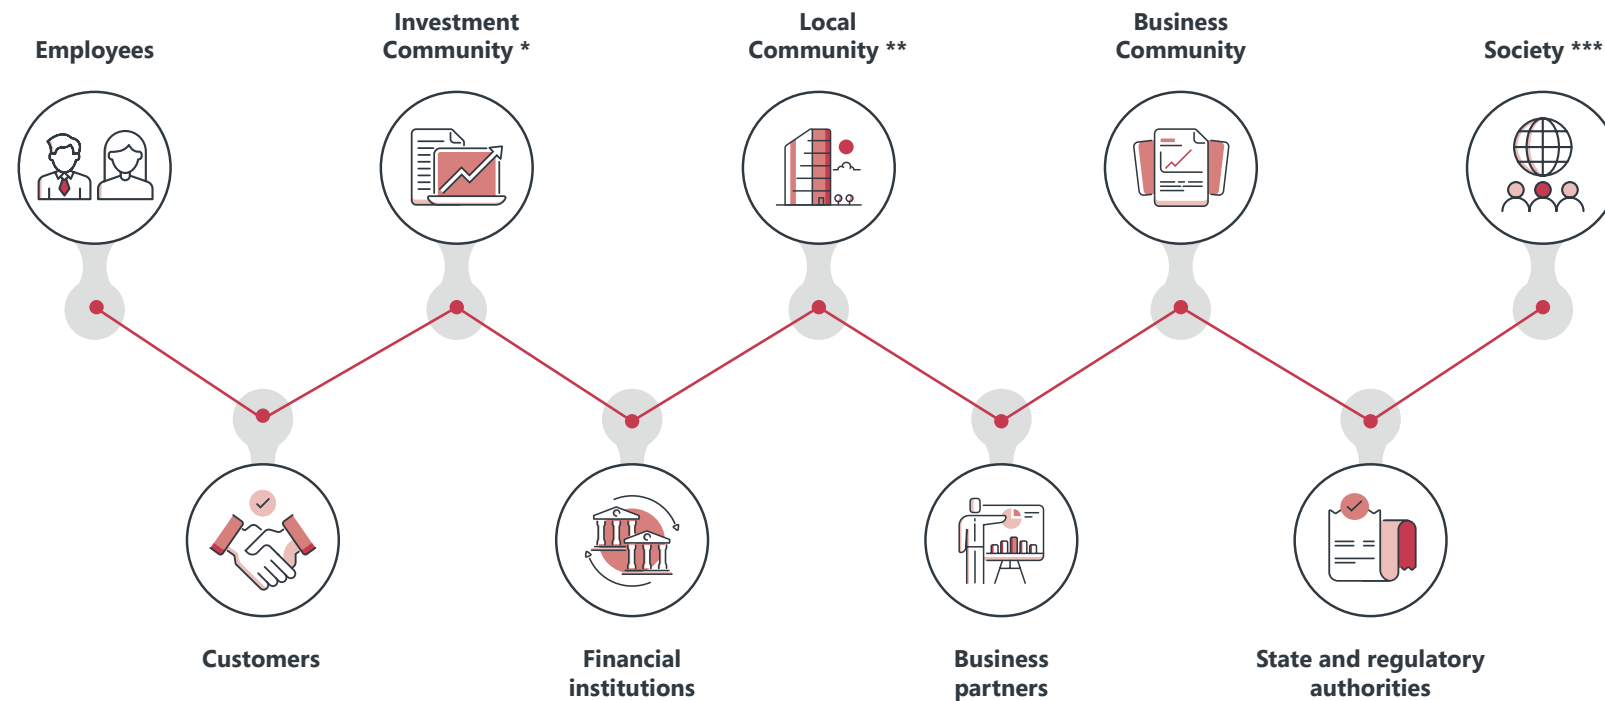 Employees
Investment
Community *
Local
Community **
Business
Community
Society ***
Customers
Financial
institutions
Business
partners
State and regulatory
authorities